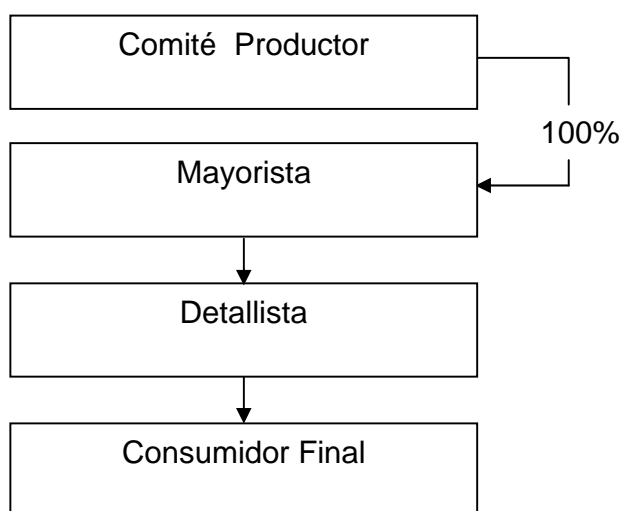 Comité Productor
100%
Mayorista
Detallista
Consumidor Final